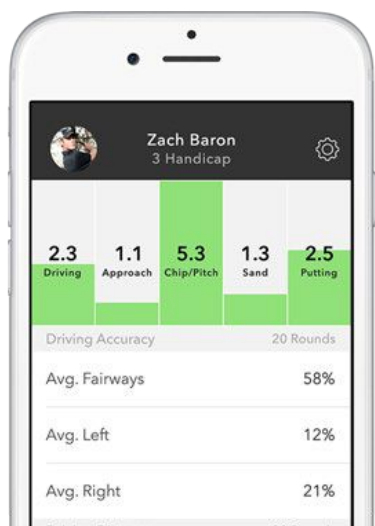 Zach Baron
3 Handicap
2.3 1.1 5.3 1.3 2.5
Driving Approach Chip/Pitch Sand Putting
Driving Accuracy 20 Rounds
Avg. Fairways 58%
Avg. Left 12%
Avg. Right 21%